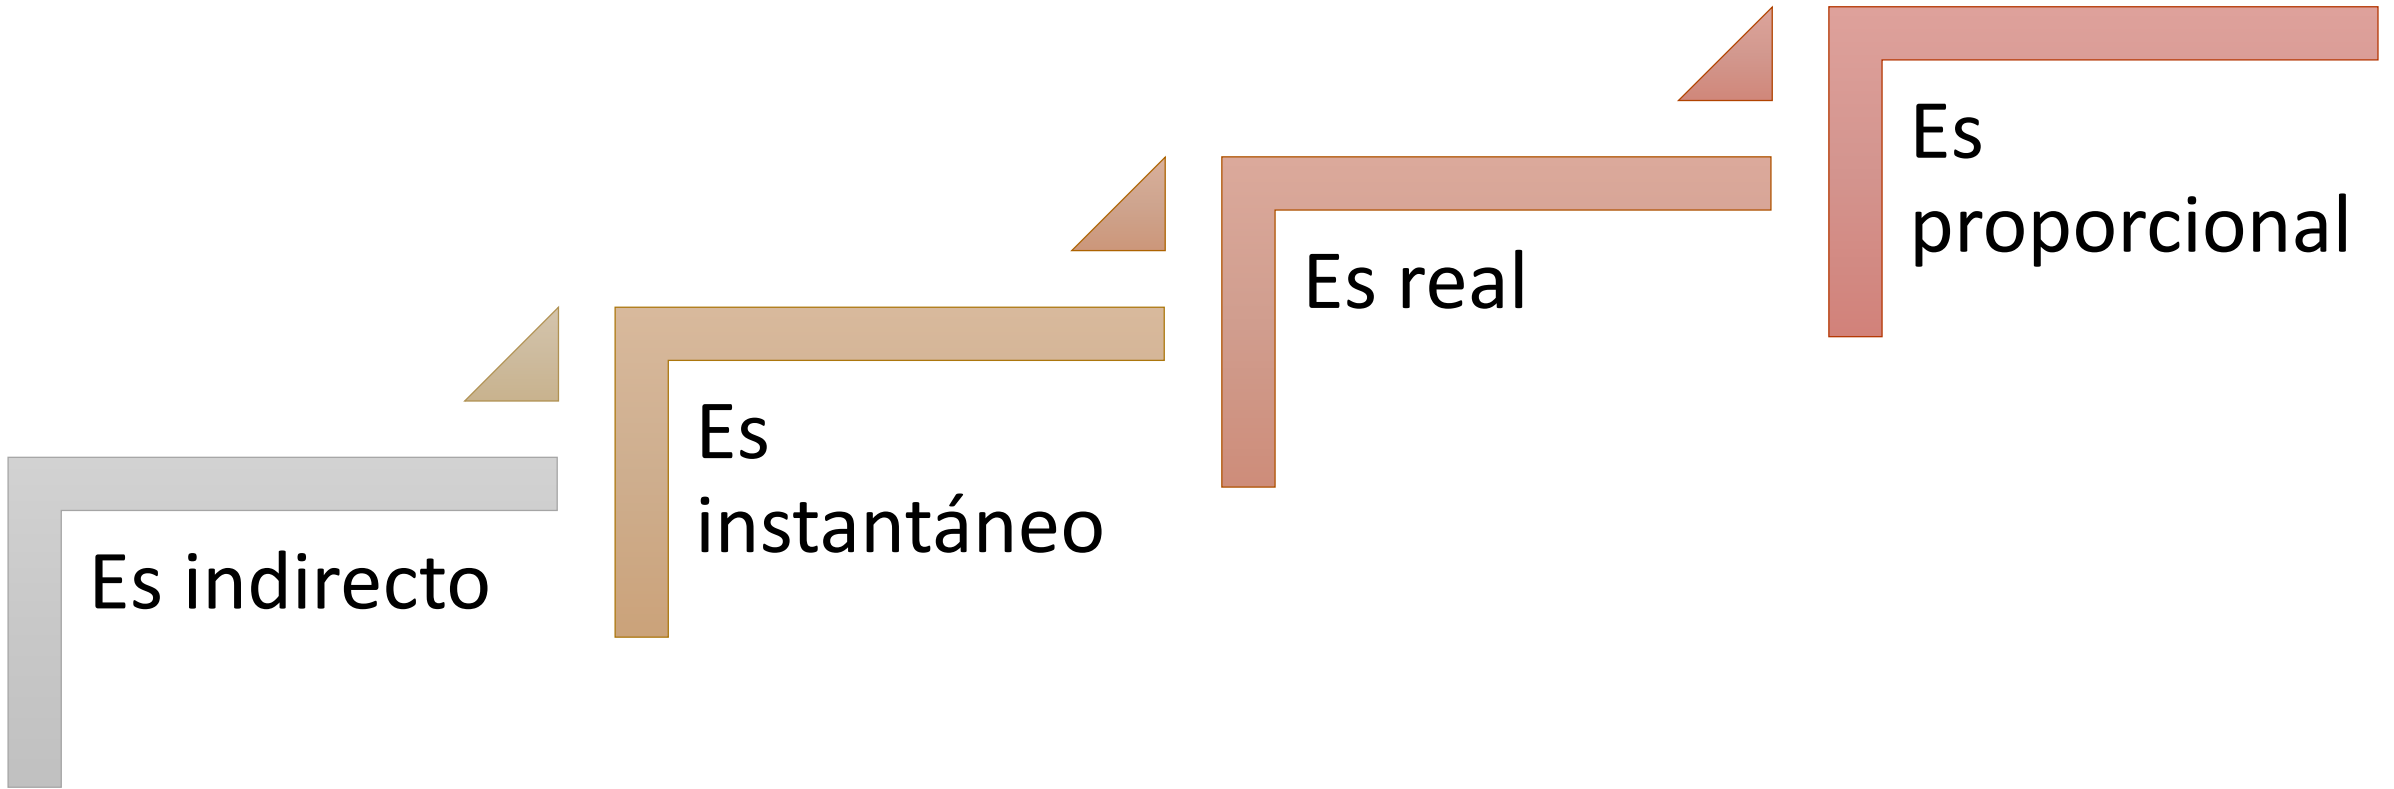 Es indirecto
Es
instantáneo
Es real
Es
proporcional